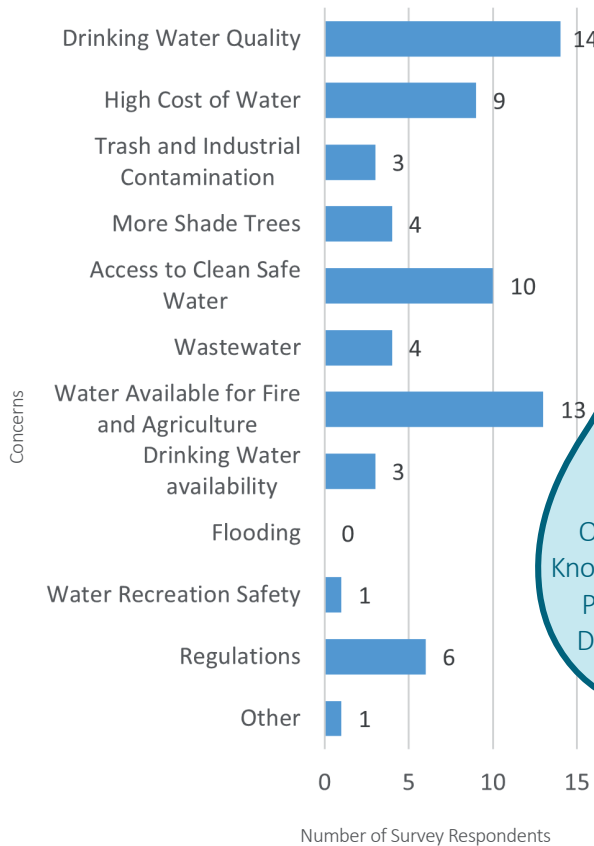 Drinking Water Quality 14
High Cost of Water 9
Trash and Industrial
Contamination 3
More Shade Trees 4
Access to Clean Safe
Water 10
Wastewater 4
Water Available for Fire
and Agriculture 13
Drinking Water
availability 3
Flooding 0
Water Recreation Safety 1
Regulations 6
Other 1
Concerns
0 5 10 15
Number of Survey Respondents